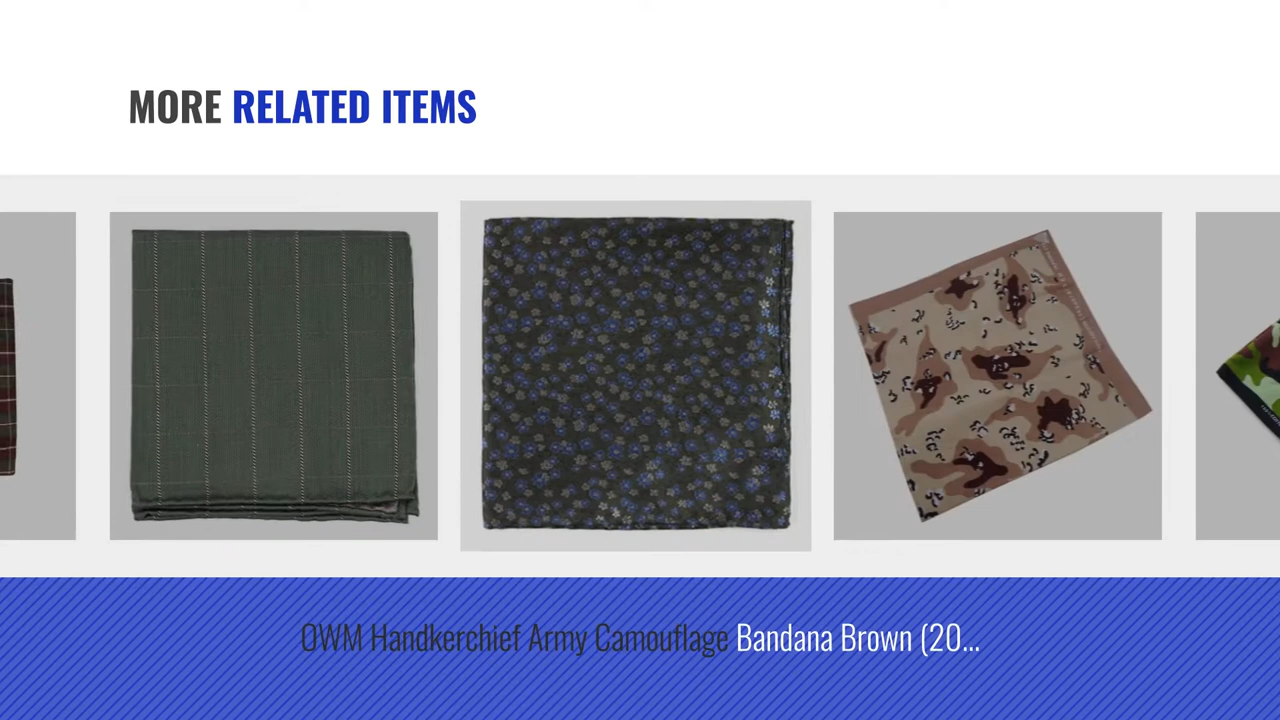 MORE RELATED ITEMS
OWM Handkerchief Army Camouflage Bandana Brown (20...